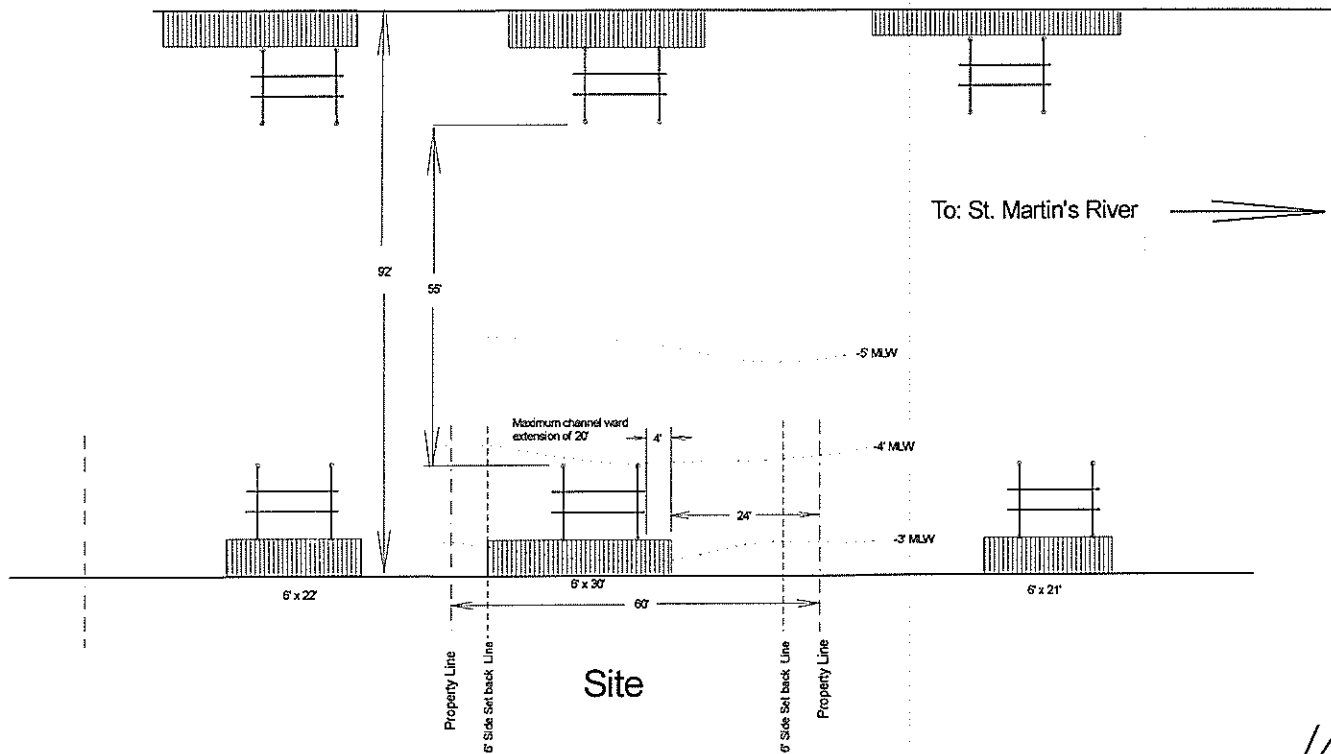 To: St. Martin's River
92'
55'
-5' MLW
Maximum channel ward
extension of 20'
4'
-4' MLW
24'
-3' MLW
6' x 22'
6' x 30'
6' x 21'
60'
Property Line
6' Side Set back Line
Site
6' Side Set back Line
Property Line